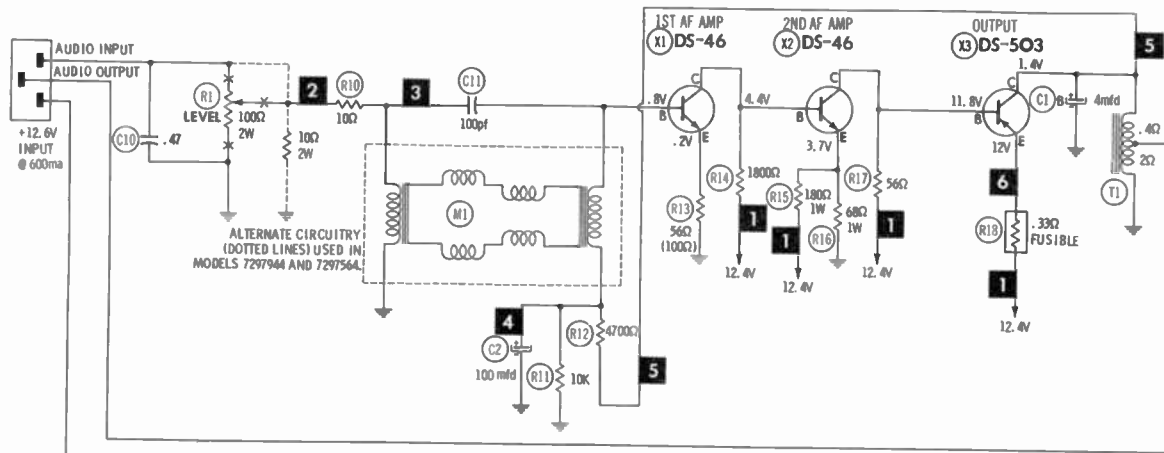 AUDIO INPUT
AUDIO OUTPUT
+12.6V
INPUT
@ 600ma
C10
.47
R1
LEVEL
100Ω
2W
10Ω
2W
2
R10
10Ω
3
C11
100pf
M1
ALTERNATE CIRCUITRY
(DOTTED LINES) USED IN
MODELS 7297944 AND 7297564.
4
C2
100 mfd
R11
10K
R12
4700Ω
5
1ST AF AMP
X1 DS-46
C
.8V
B
E
.2V
R13
56Ω
(100Ω)
4.4V
R14
1800Ω
1
12.4V
2ND AF AMP
X2 DS-46
C
B
E
3.7V
R15
180Ω
1W
1
12.4V
68Ω
1W
R16
R17
56Ω
1
12.4V
OUTPUT
X3 DS-503
1.4V
C
11.8V
B
E
12V
6
R18
.33Ω
FUSIBLE
1
12.4V
C1
B
4mfd
5
.4Ω
2Ω
T1